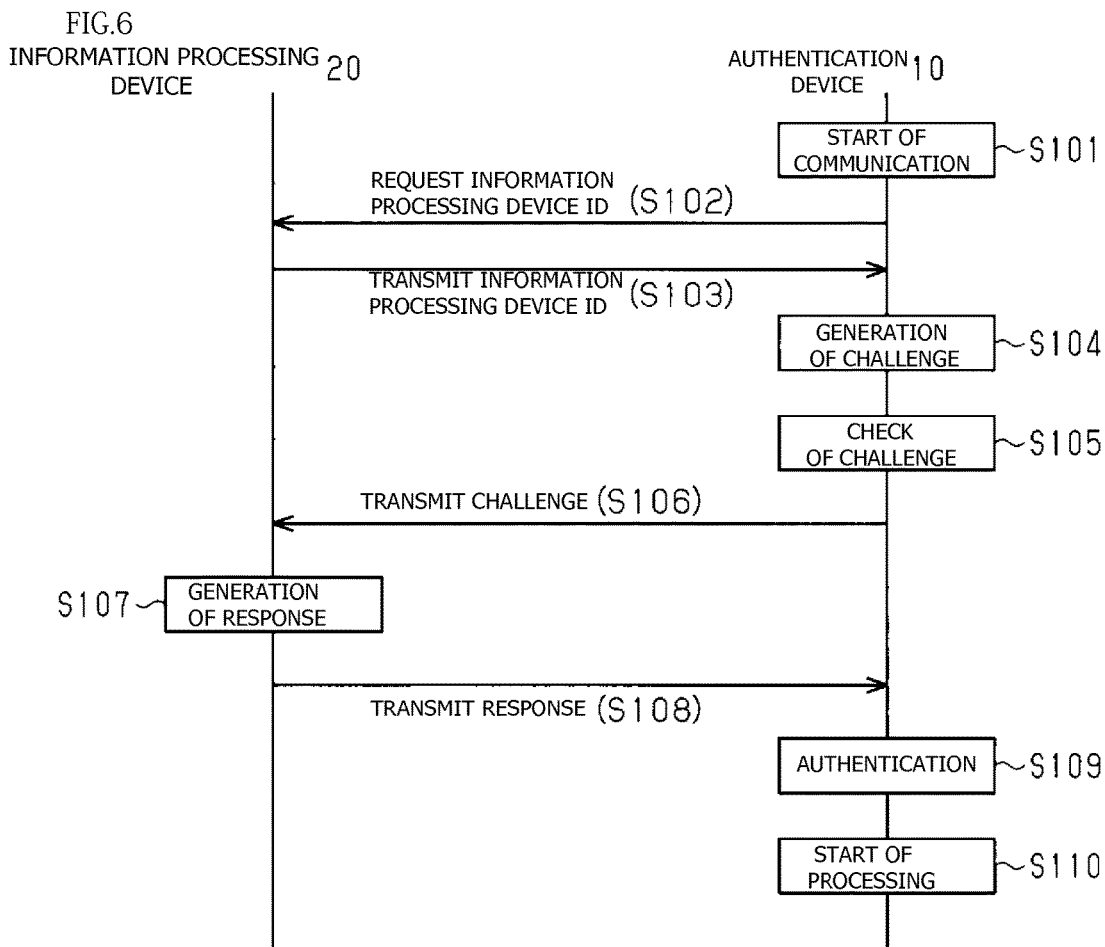 FIG.6
INFORMATION PROCESSING
DEVICE
20
AUTHENTICATION
DEVICE
10
START OF
COMMUNICATION
S101
REQUEST INFORMATION
PROCESSING DEVICE ID (S102)
TRANSMIT INFORMATION
PROCESSING DEVICE ID (S103)
GENERATION
OF CHALLENGE
S104
CHECK
OF CHALLENGE
S105
TRANSMIT CHALLENGE (S106)
S107
GENERATION
OF RESPONSE
TRANSMIT RESPONSE (S108)
AUTHENTICATION
S109
START OF
PROCESSING
S110